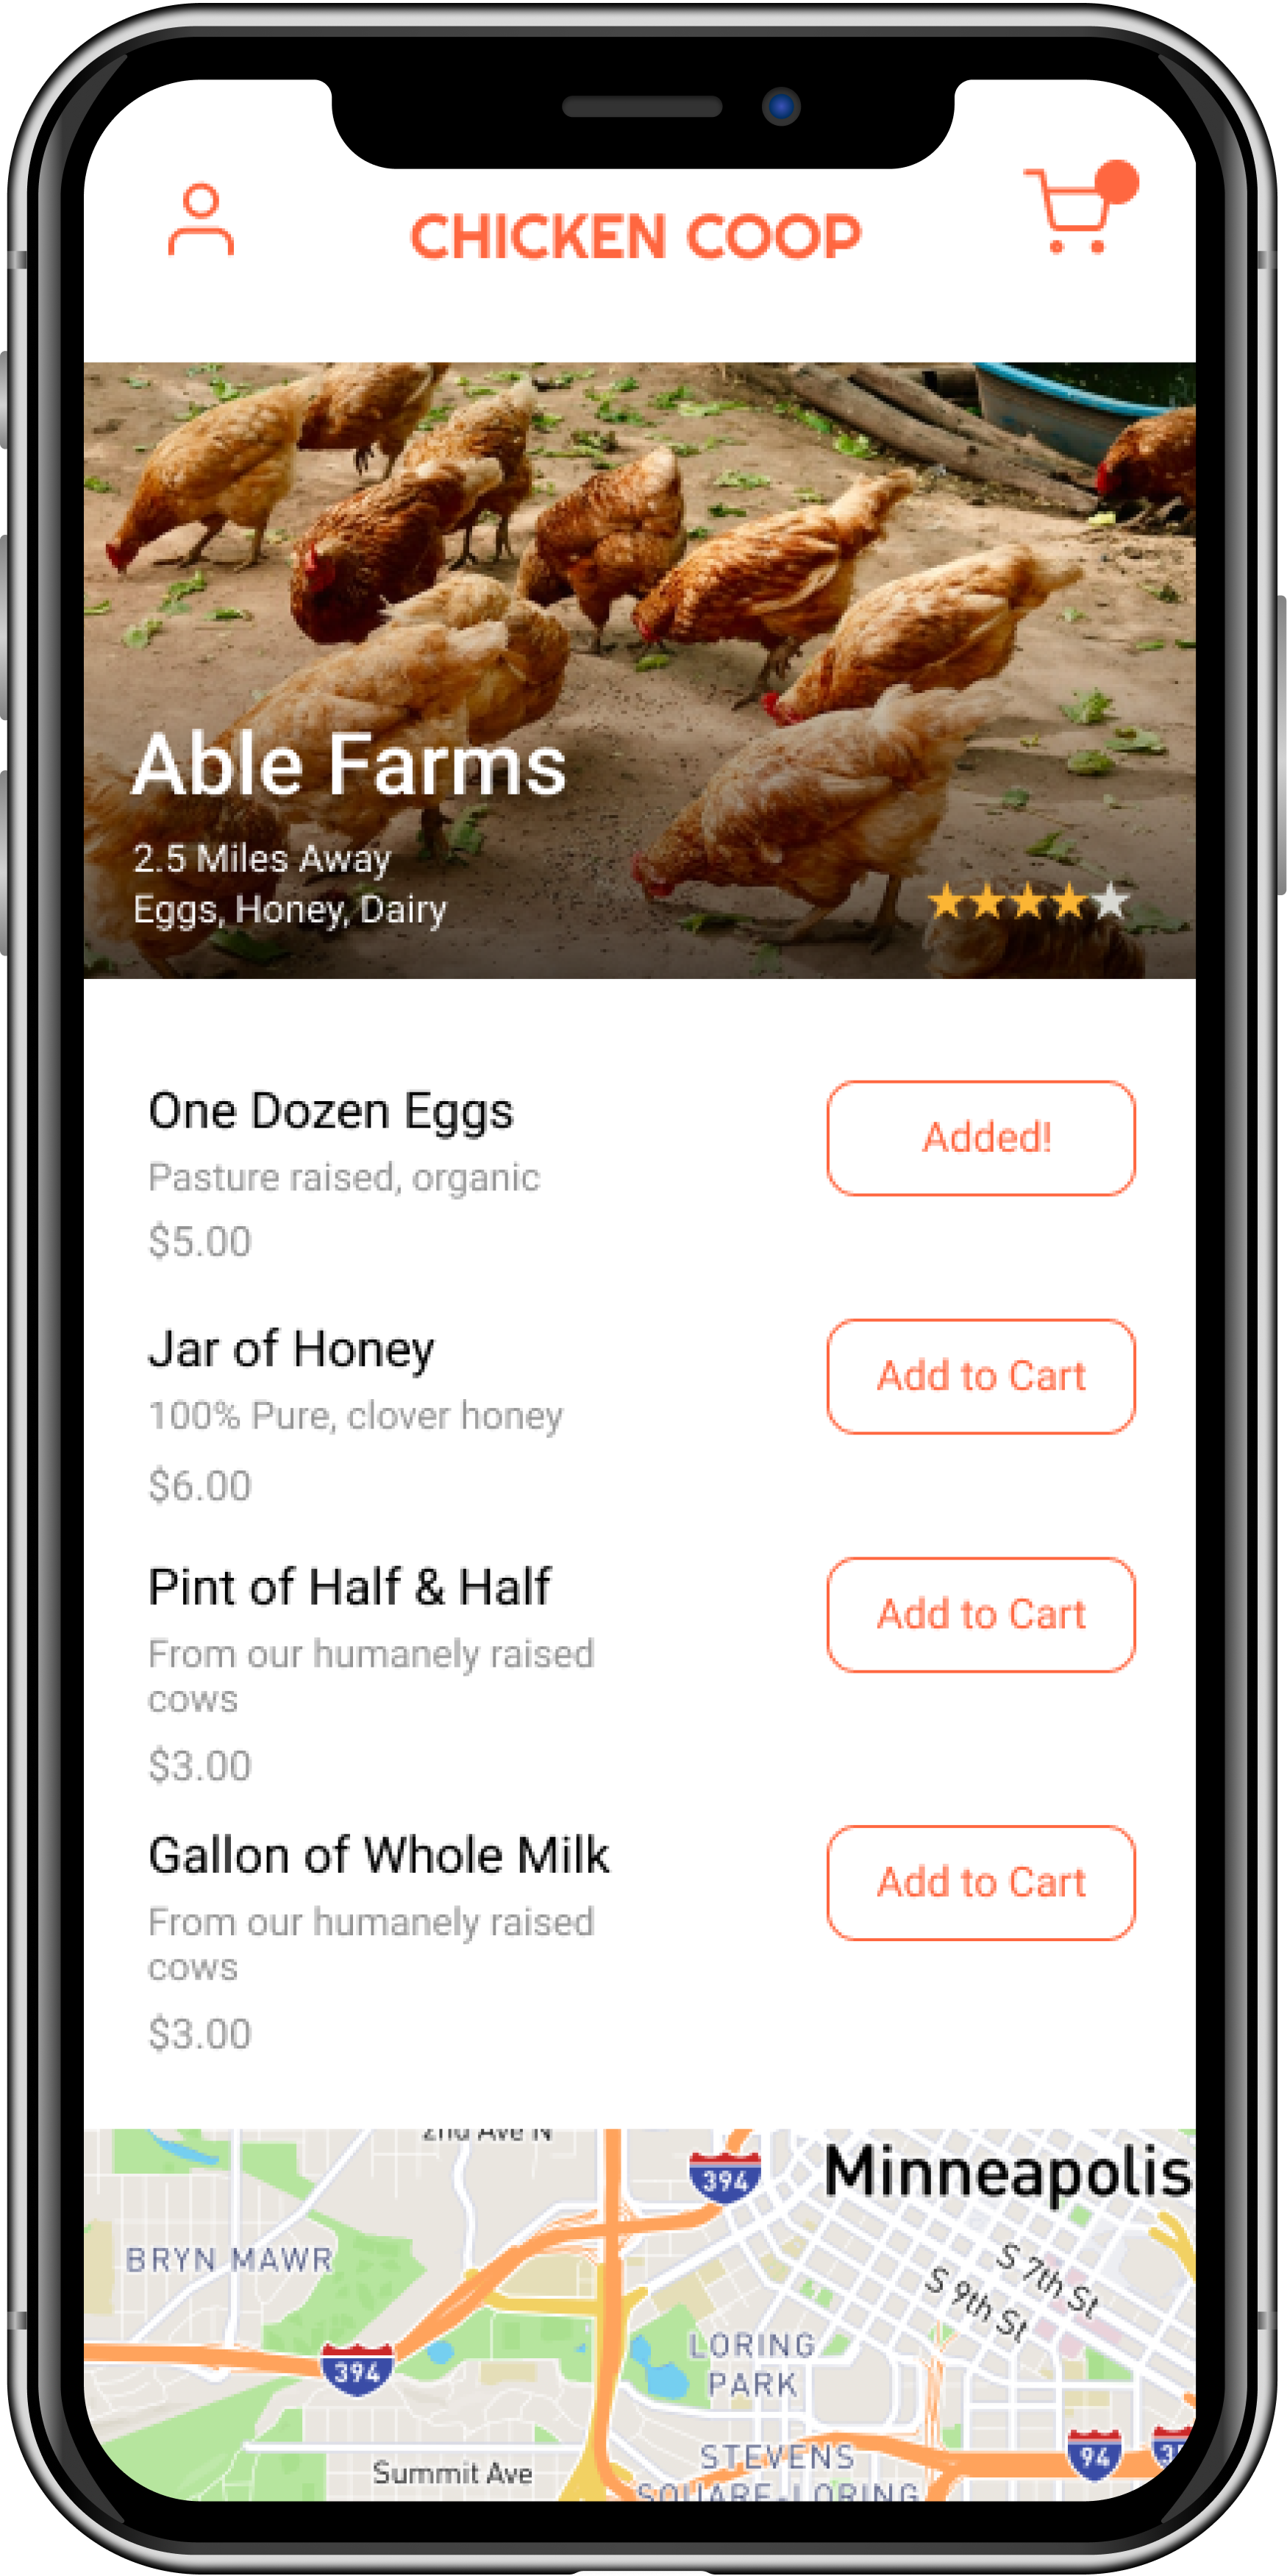 CHICKEN COOP
Able Farms
2.5 Miles Away
Eggs, Honey, Dairy
One Dozen Eggs
Added!
Pasture raised, organic
$5.00
Jar of Honey
Add to Cart
100% Pure, clover honey
$6.00
Pint of Half & Half
Add to Cart
From our humanely raised
cows
$3.00
Gallon of Whole Milk
Add to Cart
From our humanely raised
cows
$3.00
2nd Ave N
394
Minneapolis
BRYN MAWR
S 7th St
S 9th St
LORING
PARK
394
STEVENS
94
Summit Ave
SQUARE-LORING